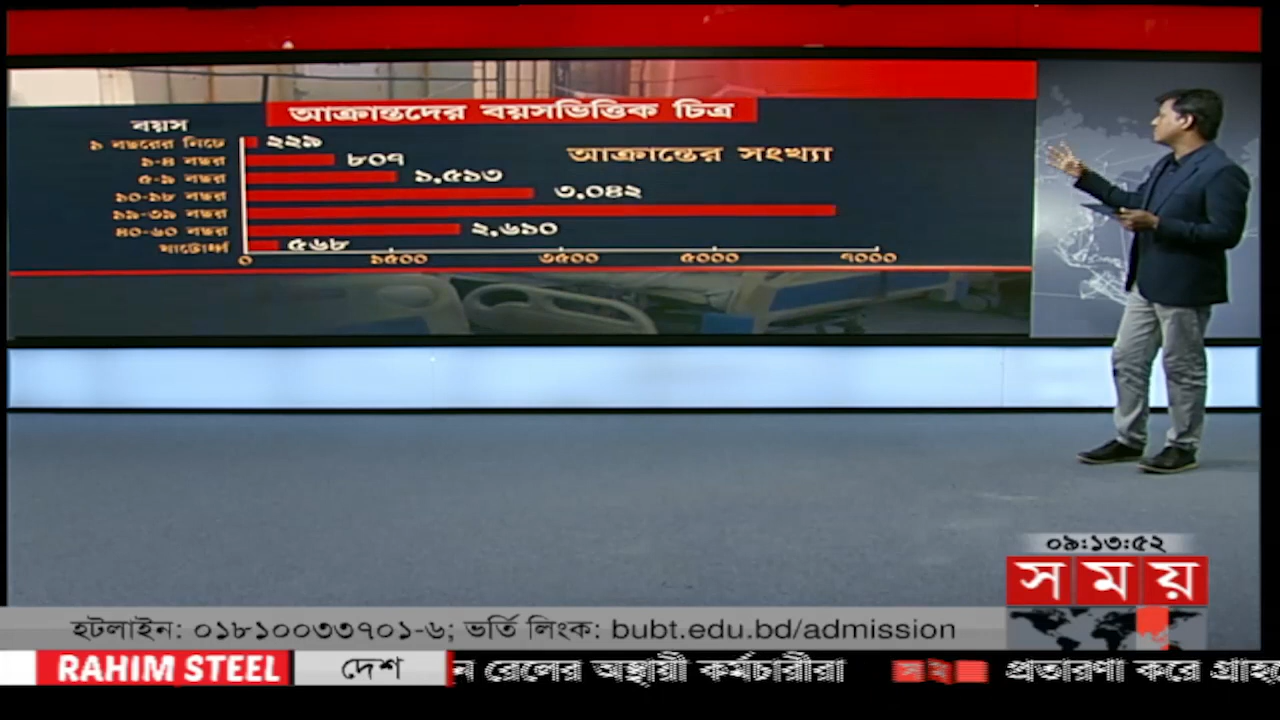 আক্রান্তদের বয়সভিত্তিক চিত্র
বয়স
আক্রান্তের সংখ্যা
১ বছরের নিচে ২২৯
১-৪ বছর ৮০৭
৫-৯ বছর ১,৫১৩
১০-১৮ বছর ৩,০৪২
১৯-৩৯ বছর
৪০-৬০ বছর ২,৬১০
ষাটোর্ধ্ব ৫৬৮
০ ১৫০০ ৩৫০০ ৫০০০ ৭০০০
০৯:১৩:৫২
সময়
হটলাইন: ০১৮১০০৩৩৭০১-৬; ভর্তি লিংক: bubt.edu.bd/admission
RAHIM STEEL দেশ ন রেলের অস্থায়ী কর্মচারীরা প্রতারণা করে গ্রাহ